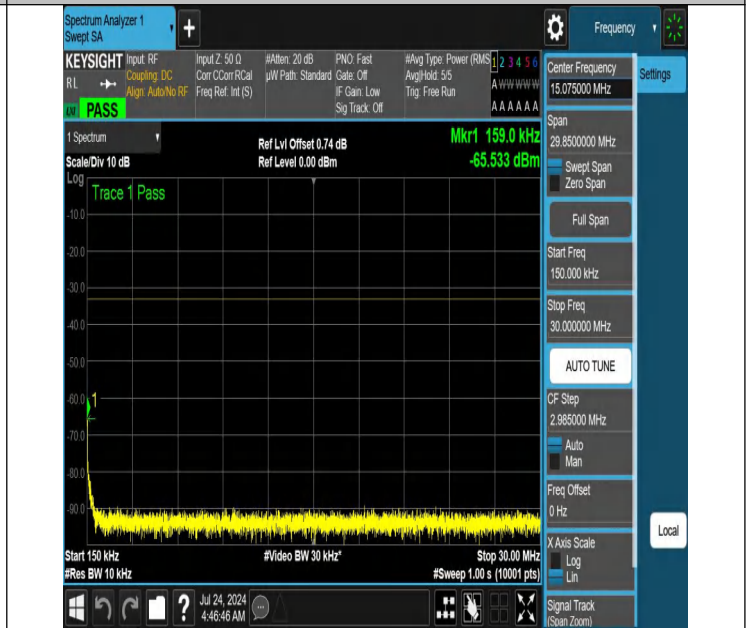 Spectrum Analyzer 1
Swept SA
+
Frequency
KEYSIGHT Input: RF Input Z: 50 Ω #Atten: 20 dB PNO: Fast #Avg Type: Power (RMS 1 2 3 4 5 6
RL Coupling: DC Corr CCorr RCal µW Path: Standard Gate: Off Avg|Hold: 5/5 A W W W W W
Align: Auto/No RF Freq Ref: Int (S) IF Gain: Low Trig: Free Run
Sig Track: Off A A A A A A
PASS
1 Spectrum
Ref Lvl Offset 0.74 dB
Mkr1 159.0 kHz
Scale/Div 10 dB
Ref Level 0.00 dBm
-65.533 dBm
Log
Trace 1 Pass
-10.0
-20.0
-30.0
-40.0
-50.0
-60.0
1
-70.0
-80.0
-90.0
Start 150 kHz #Video BW 30 kHz* Stop 30.00 MHz
#Res BW 10 kHz #Sweep 1.00 s (10001 pts)
Center Frequency
15.075000 MHz
Settings
Span
29.8500000 MHz
Swept Span
Zero Span
Full Span
Start Freq
150.000 kHz
Stop Freq
30.000000 MHz
AUTO TUNE
CF Step
2.985000 MHz
Auto
Man
Freq Offset
0 Hz
Local
X Axis Scale
Log
Lin
Signal Track
(Span Zoom)
?
Jul 24, 2024
4:46:46 AM